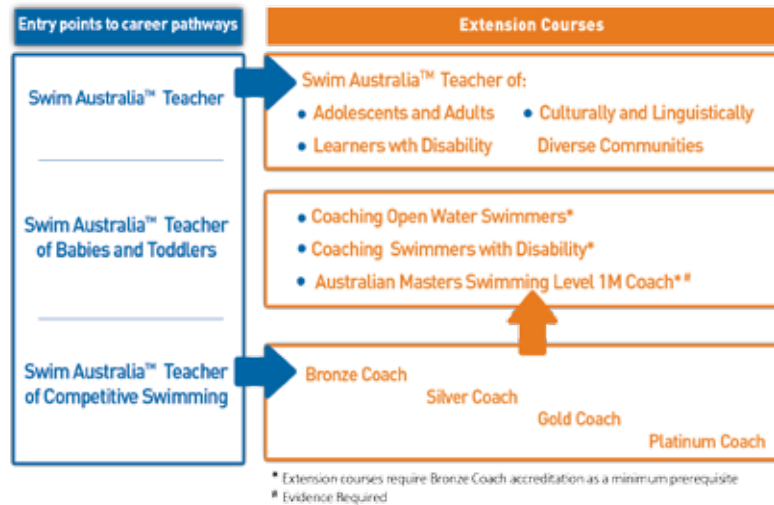 Entry points to career pathways
Extension Courses
Swim Australia™ Teacher
Swim Australia™ Teacher
of Babies and Toddlers
Swim Australia™ Teacher
of Competitive Swimming
Swim Australia™ Teacher of:
• Adolescents and Adults
• Learners wth Disability
• Culturally and Linguistically
Diverse Communities
• Coaching Open Water Swimmers*
• Coaching Swimmers with Disability*
• Australian Masters Swimming Level 1M Coach*#
Bronze Coach
Silver Coach
Gold Coach
Platinum Coach
* Extension courses require Bronze Coach accreditation as a minimum prerequisite
# Evidence Required